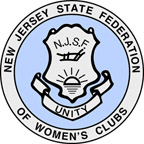 NEW JERSEY STATE FEDERATION
OF WOMEN'S CLUBS
N.J.S.F.
UNITY